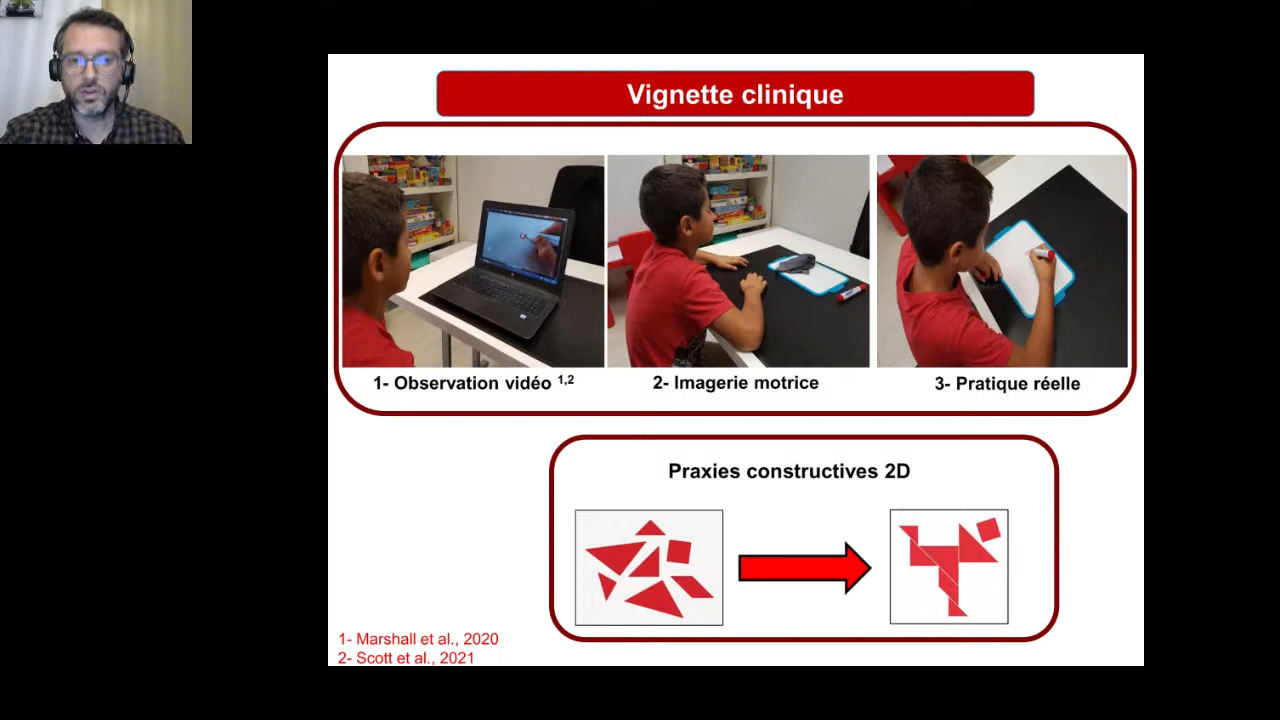 Vignette clinique
1- Observation vidéo 1,2
2- Imagerie motrice
3- Pratique réelle
Praxies constructives 2D
1- Marshall et al., 2020
2- Scott et al., 2021